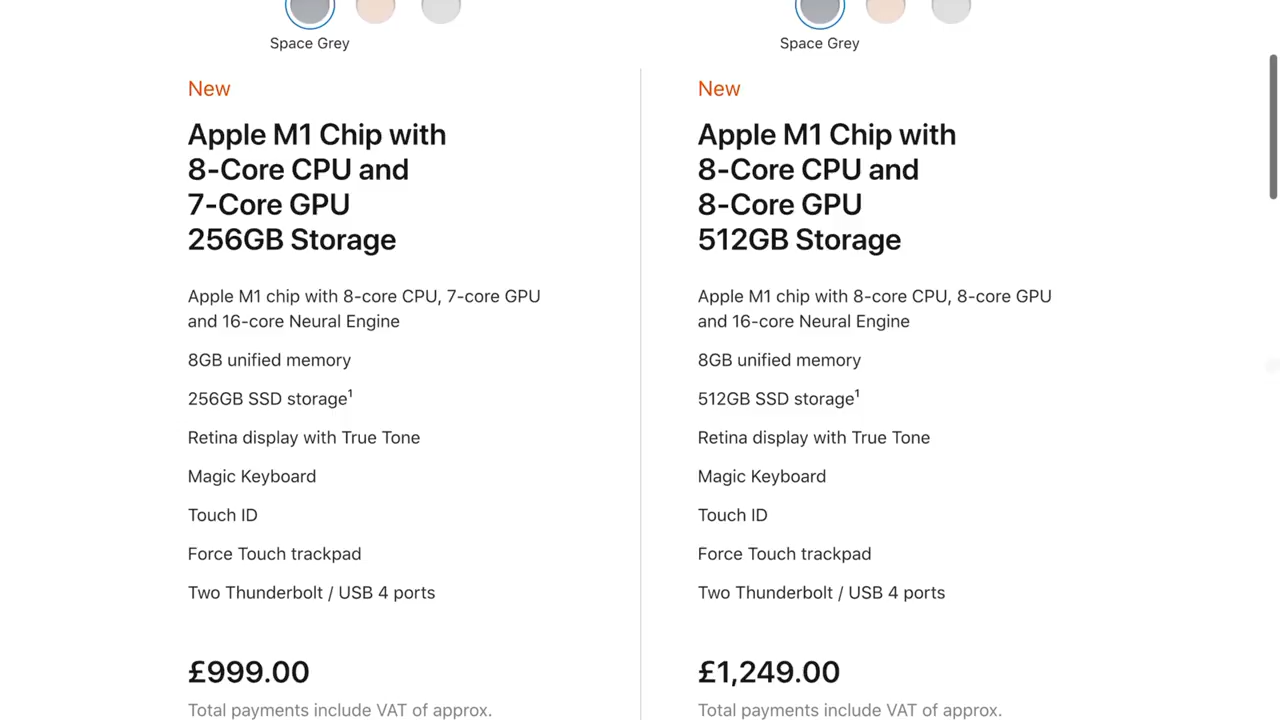 Space Grey
New
Apple M1 Chip with
8-Core CPU and
7-Core GPU
256GB Storage
Apple M1 chip with 8-core CPU, 7-core GPU
and 16-core Neural Engine
8GB unified memory
256GB SSD storage¹
Retina display with True Tone
Magic Keyboard
Touch ID
Force Touch trackpad
Two Thunderbolt / USB 4 ports
£999.00
Total payments include VAT of approx.
Space Grey
New
Apple M1 Chip with
8-Core CPU and
8-Core GPU
512GB Storage
Apple M1 chip with 8-core CPU, 8-core GPU
and 16-core Neural Engine
8GB unified memory
512GB SSD storage¹
Retina display with True Tone
Magic Keyboard
Touch ID
Force Touch trackpad
Two Thunderbolt / USB 4 ports
£1,249.00
Total payments include VAT of approx.